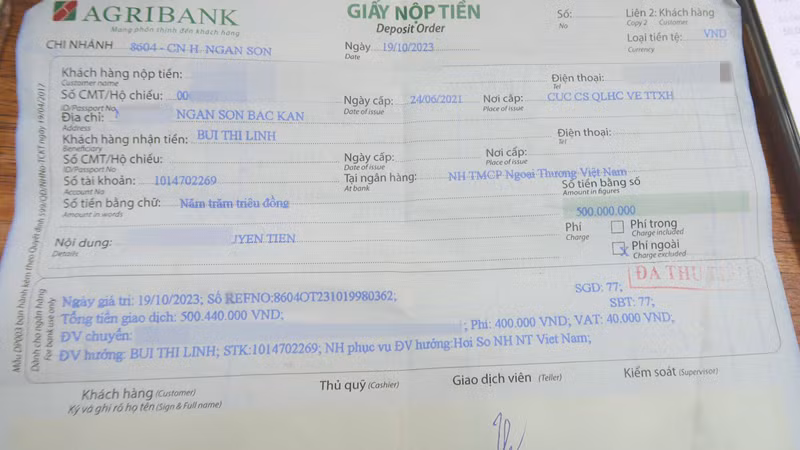 AGRIBANK
Mang phồn thịnh đến khách hàng
GIẤY NỘP TIỀN
Deposit Order
Số:
No
Liên 2: Khách hàng
Copy 2 Customer
CHI NHÁNH 8604 - CN H. NGAN SON
Ngày 19/10/2023
Date
Loại tiền tệ: VND
Currency
Khách hàng nộp tiền:
Customer name
Điện thoại:
Tel
Số CMT/Hộ chiếu: 00
ID/Passport No
Ngày cấp: 24/06/2021
Date of issue
Nơi cấp: CUC CS QLHC VE TTXH
Place of issue
Địa chỉ: NGAN SON BAC KAN
Address
Khách hàng nhận tiền: BUI THI LINH
Beneficiary
Điện thoại:
Tel
Số CMT/Hộ chiếu:
ID/Passport No
Ngày cấp:
Date of issue
Nơi cấp:
Place of issue
Số tài khoản: 1014702269
Account No
Tại ngân hàng: NH TMCP Ngoại Thương Việt Nam
At bank
Số tiền bằng chữ: Năm trăm triệu đồng
Amount in words
Số tiền bằng số
Amount in figures
500.000.000
Nội dung: UYEN TIEN
Details
Phí
Charge
Phí trong
Charge included
x Phí ngoài
Charge excluded
ĐA THU
Ngày giá trị: 19/10/2023; Số REFNO:8604OT231019980362;
SGD: 77;
Tổng tiền giao dịch: 500.440.000 VND;
SBT: 77;
ĐV chuyển: ; Phí: 400.000 VND; VAT: 40.000 VND;
ĐV hưởng: BUI THI LINH; STK:1014702269; NH phục vụ ĐV hưởng:Hoi So NH NT Viet Nam;
Dành cho ngân hàng
For bank use only
Khách hàng (Customer)
Ký và ghi rõ họ tên (Sign & Full name)
Thủ quỹ (Cashier)
Giao dịch viên (Teller)
Kiểm soát (Supervisor)